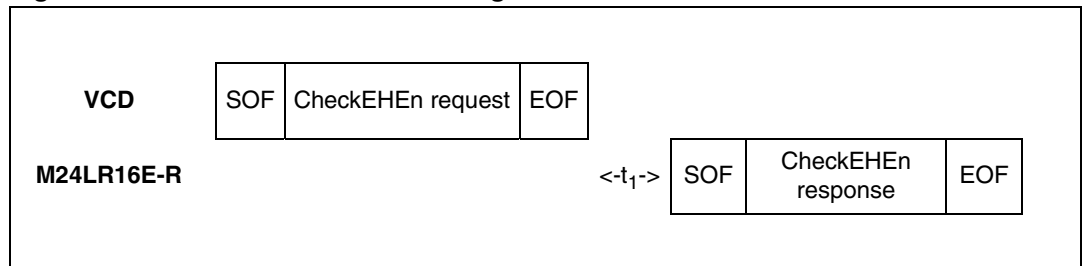 VCD SOF CheckEHEn request EOF
M24LR16E-R <-t₁-> SOF CheckEHEn response EOF